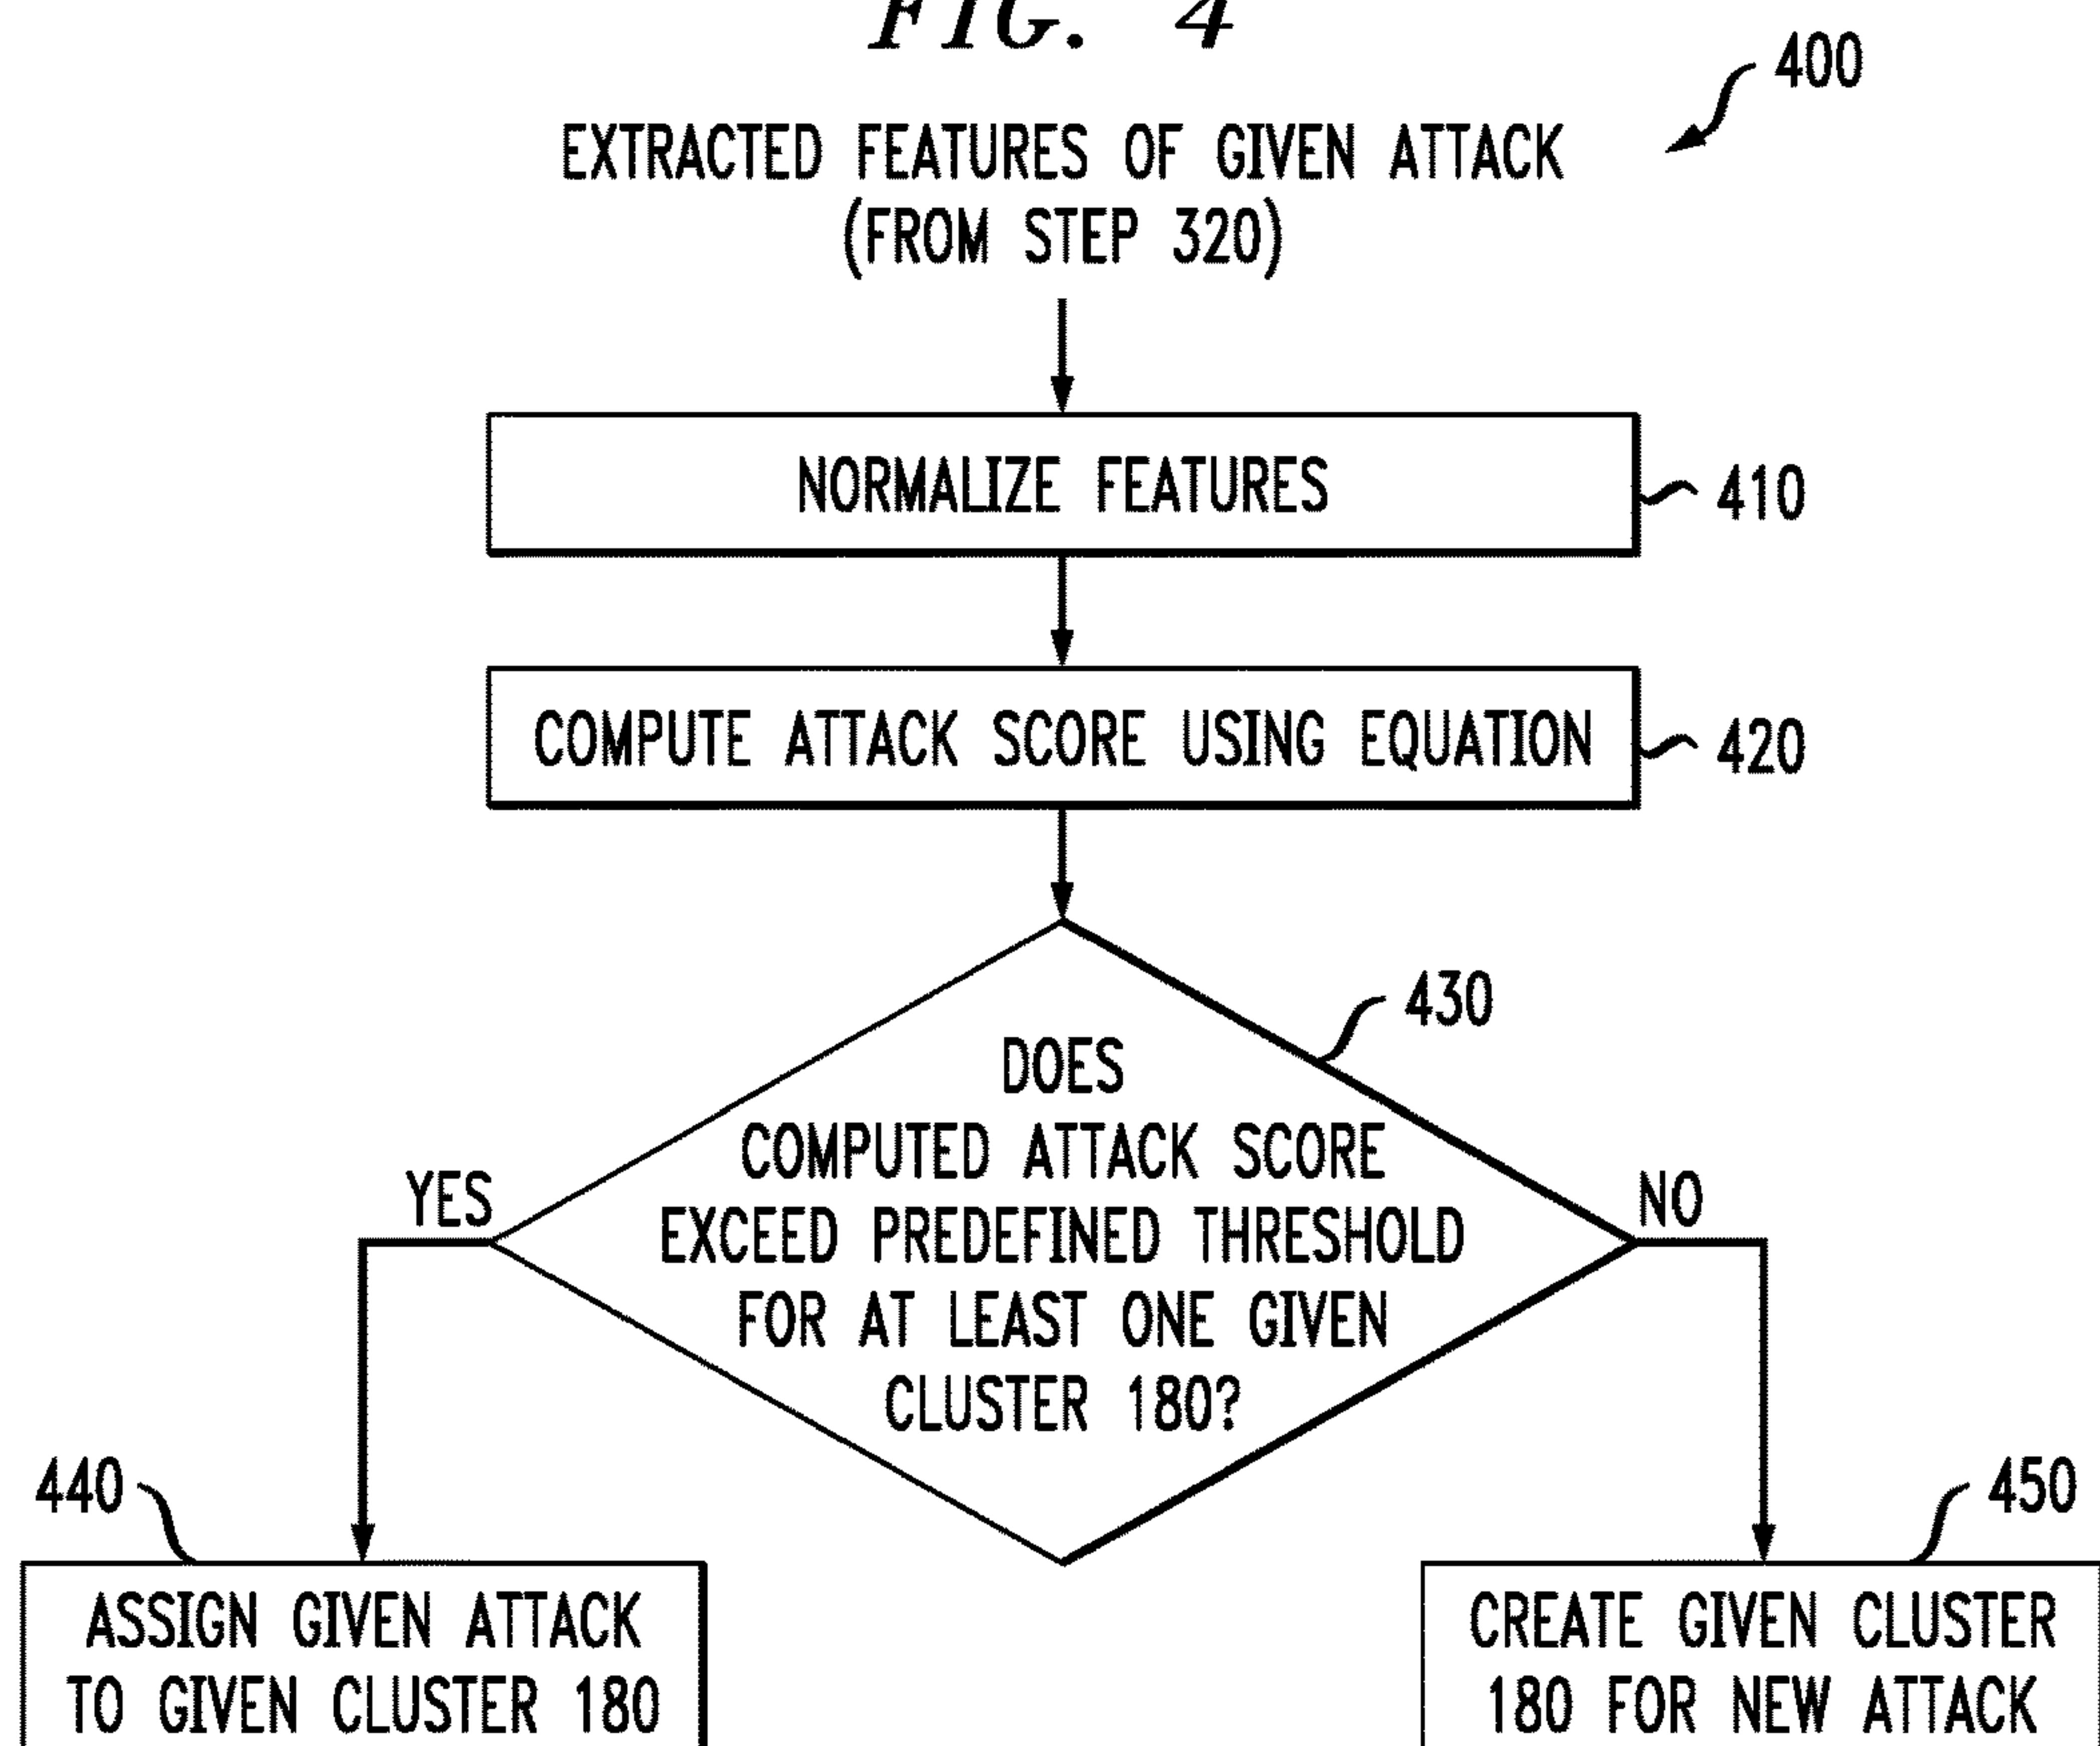 FIG. 4
400
EXTRACTED FEATURES OF GIVEN ATTACK
(FROM STEP 320)
NORMALIZE FEATURES
410
COMPUTE ATTACK SCORE USING EQUATION
420
430
DOES
COMPUTED ATTACK SCORE
EXCEED PREDEFINED THRESHOLD
FOR AT LEAST ONE GIVEN
CLUSTER 180?
YES
NO
440
ASSIGN GIVEN ATTACK
TO GIVEN CLUSTER 180
450
CREATE GIVEN CLUSTER
180 FOR NEW ATTACK